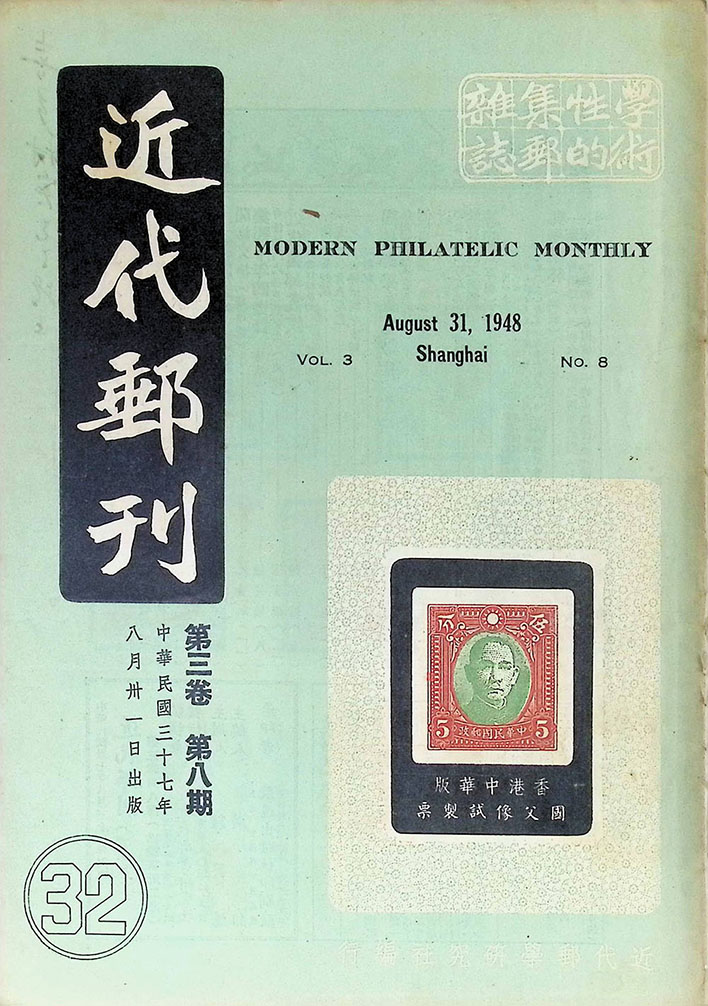 近代郵刊
學術性的集郵雜誌
MODERN PHILATELIC MONTHLY
August 31, 1948
VOL. 3
Shanghai
NO. 8
第三卷 第八期
中華民國三十七年
八月卅一日出版
伍 圓
5 中華民國郵政 5
香港中華版
國父像試製票
32
近代郵學研究社編行